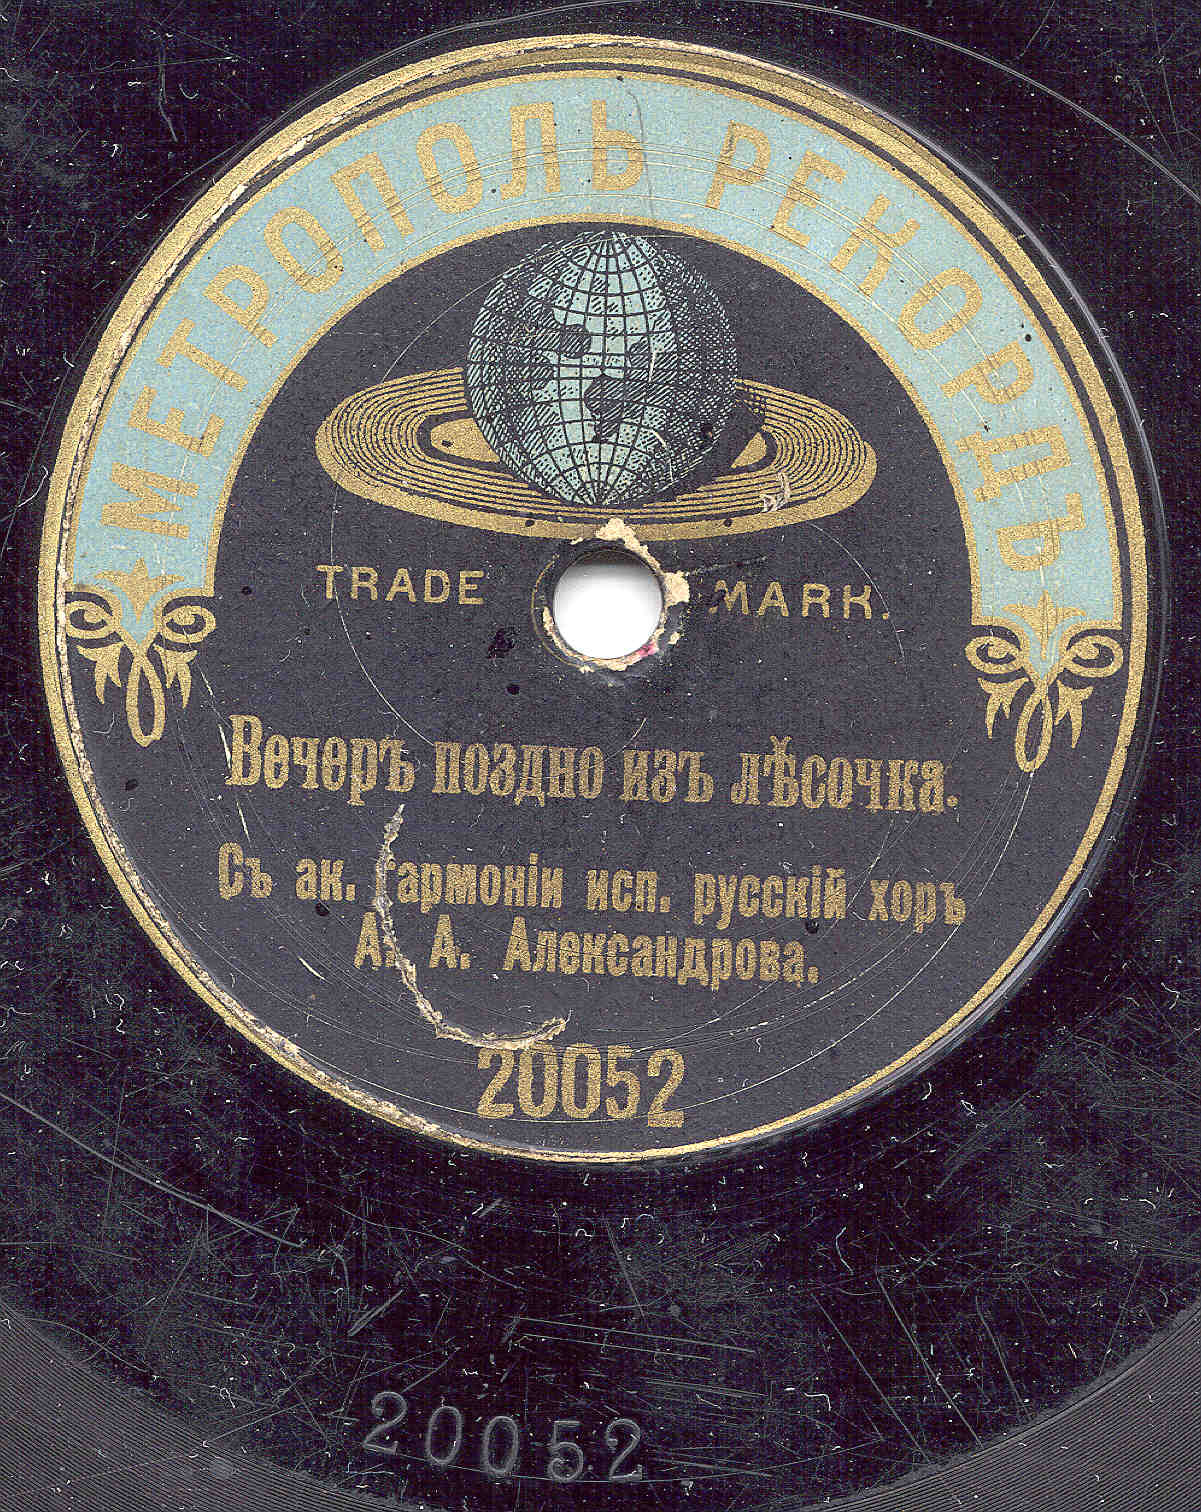 МЕТРОПОЛЬ РЕКОРДЪ
TRADE MARK.
Вечеръ поздно изъ лѣсочка.
Съ ак. гармоніи исп. русскій хоръ
А. А. Александрова.
20052
20052